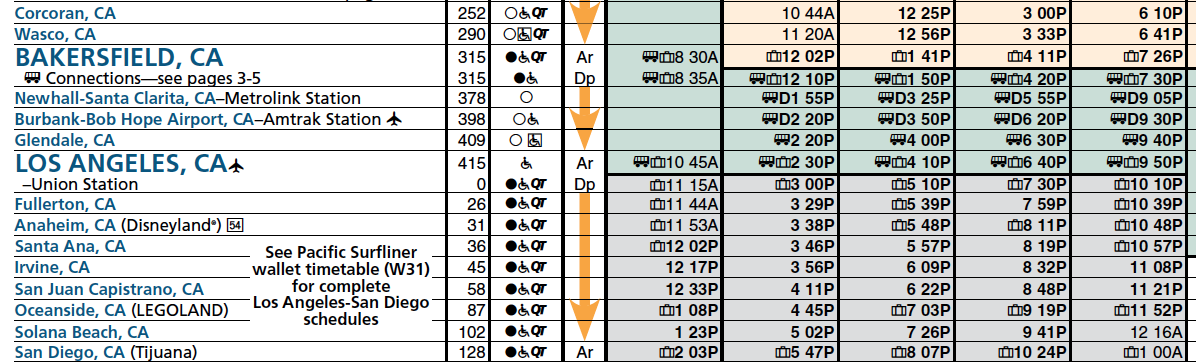 Corcoran, CA 252 QT 10 44A 12 25P 3 00P 6 10P
Wasco, CA 290 QT 11 20A 12 56P 3 33P 6 41P
BAKERSFIELD, CA 315 QT Ar 8 30A 12 02P 1 41P 4 11P 7 26P
Connections—see pages 3-5 315 Dp 8 35A 12 10P 1 50P 4 20P 7 30P
Newhall-Santa Clarita, CA–Metrolink Station 378 D1 55P D3 25P D5 55P D9 05P
Burbank-Bob Hope Airport, CA–Amtrak Station 398 D2 20P D3 50P D6 20P D9 30P
Glendale, CA 409 2 20P 4 00P 6 30P 9 40P
LOS ANGELES, CA 415 Ar 10 45A 2 30P 4 10P 6 40P 9 50P
–Union Station 0 QT Dp 11 15A 3 00P 5 10P 7 30P 10 10P
Fullerton, CA 26 QT 11 44A 3 29P 5 39P 7 59P 10 39P
Anaheim, CA (Disneyland®) 54 31 QT 11 53A 3 38P 5 48P 8 11P 10 48P
Santa Ana, CA 36 QT 12 02P 3 46P 5 57P 8 19P 10 57P
Irvine, CA 45 QT 12 17P 3 56P 6 09P 8 32P 11 08P
San Juan Capistrano, CA 58 QT 12 33P 4 11P 6 22P 8 48P 11 21P
Oceanside, CA (LEGOLAND) 87 QT 1 08P 4 45P 7 03P 9 19P 11 52P
Solana Beach, CA 102 QT 1 23P 5 02P 7 26P 9 41P 12 16A
San Diego, CA (Tijuana) 128 QT Ar 2 03P 5 47P 8 07P 10 24P 1 00A
See Pacific Surfliner
wallet timetable (W31)
for complete
Los Angeles-San Diego
schedules